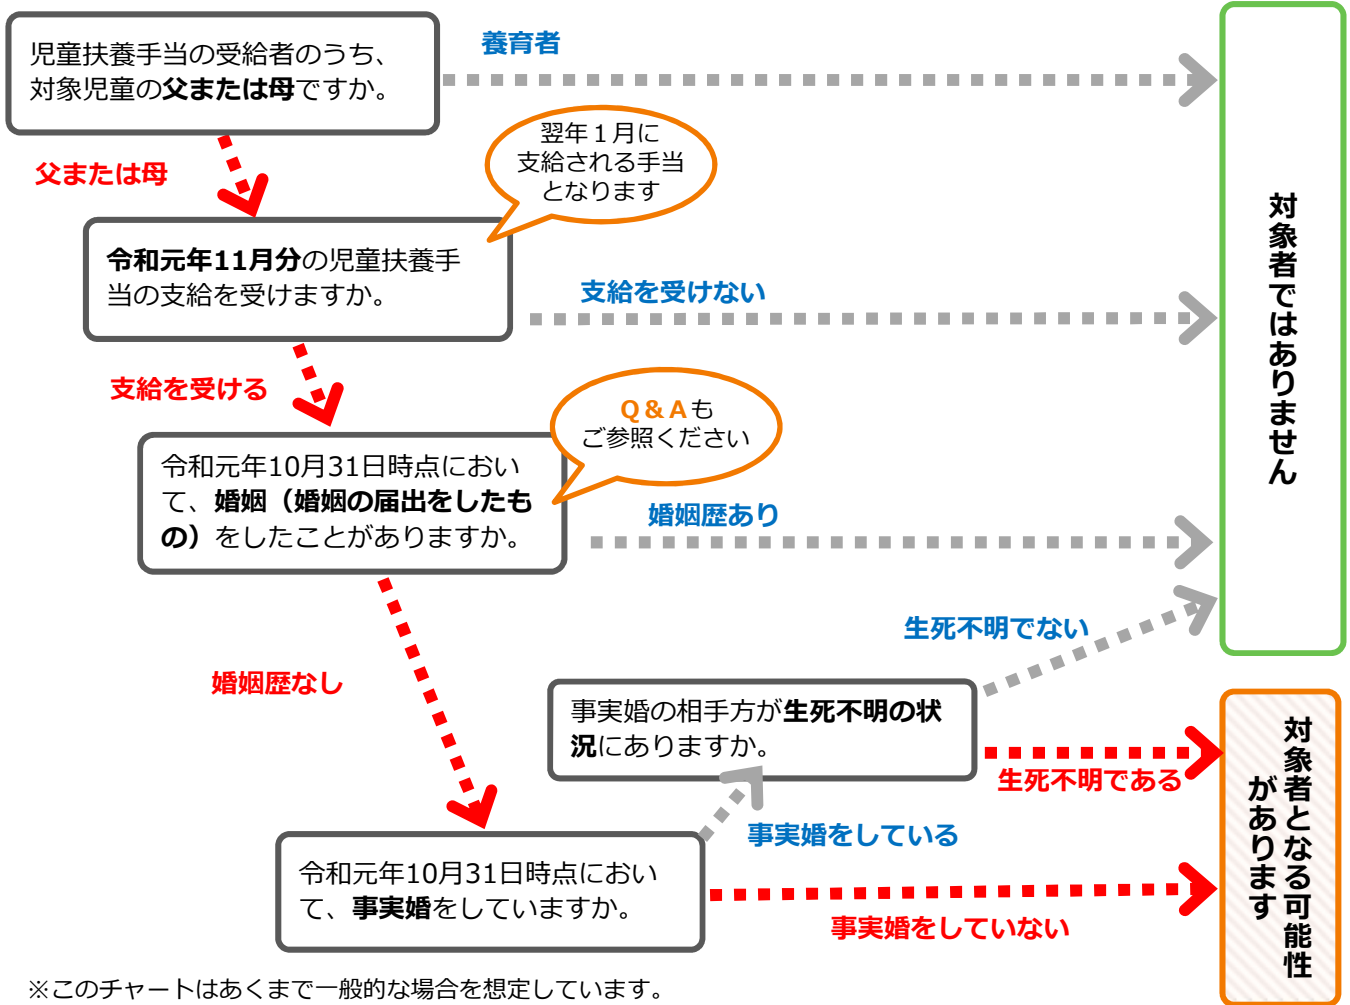 児童扶養手当の受給者のうち、
対象児童の父または母ですか。
養育者
父または母
翌年１月に
支給される手当
となります
令和元年11月分の児童扶養手
当の支給を受けますか。
支給を受けない
支給を受ける
Ｑ＆Ａも
ご参照ください
令和元年10月31日時点におい
て、婚姻（婚姻の届出をしたも
の）をしたことがありますか。
婚姻歴あり
婚姻歴なし
生死不明でない
事実婚の相手方が生死不明の状
況にありますか。
生死不明である
事実婚をしている
令和元年10月31日時点におい
て、事実婚をしていますか。
事実婚をしていない
対象者ではありません
対象者となる可能性
があります
※このチャートはあくまで一般的な場合を想定しています。